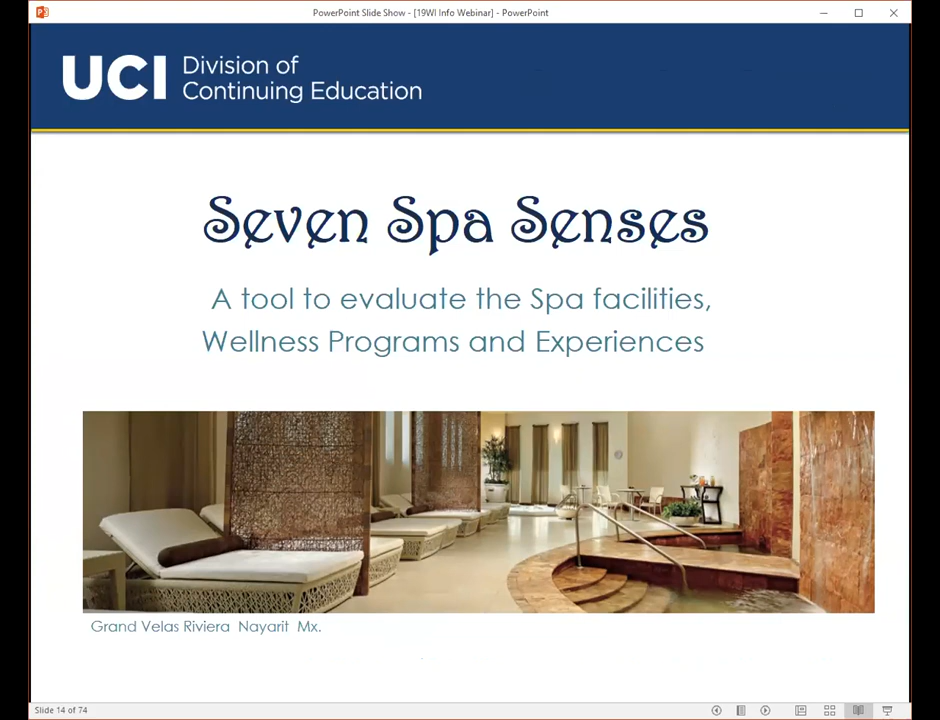 PowerPoint Slide Show - [19WI Info Webinar] - PowerPoint
UCI Division of
Continuing Education
Seven Spa Senses
A tool to evaluate the Spa facilities,
Wellness Programs and Experiences
Grand Velas Riviera Nayarit Mx.
Slide 14 of 74